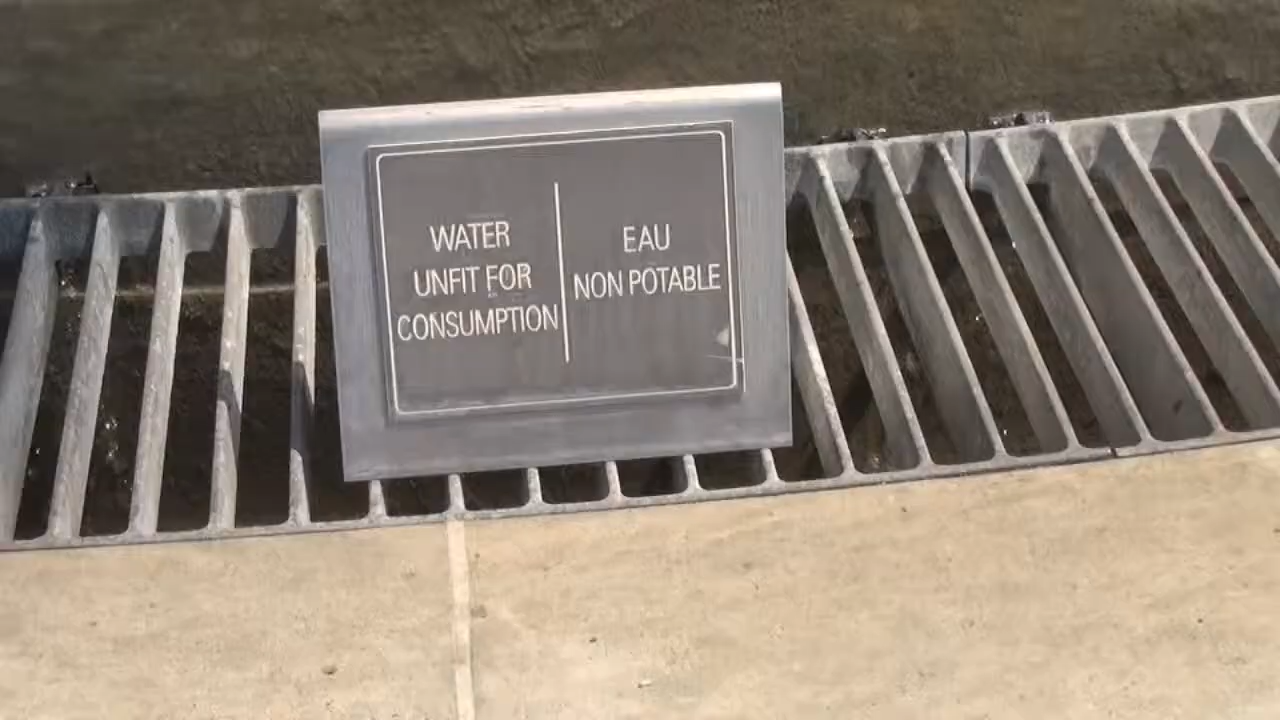 WATER
UNFIT FOR
CONSUMPTION
EAU
NON POTABLE